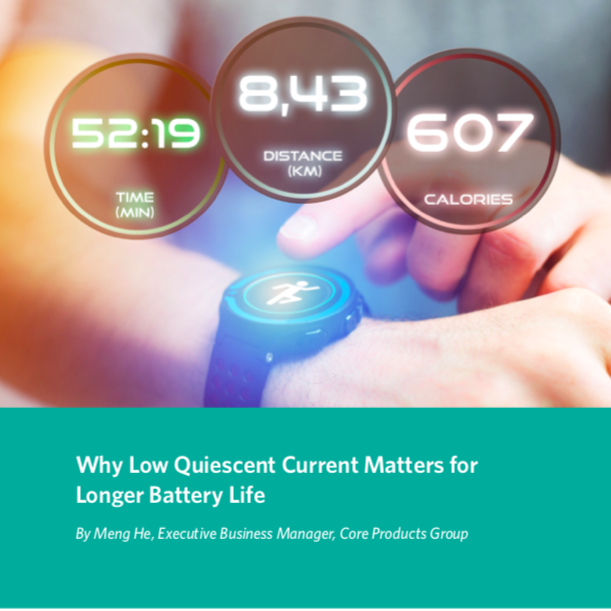 52:19
TIME
(MIN)
8,43
DISTANCE
(KM)
607
CALORIES
Why Low Quiescent Current Matters for
Longer Battery Life
By Meng He, Executive Business Manager, Core Products Group